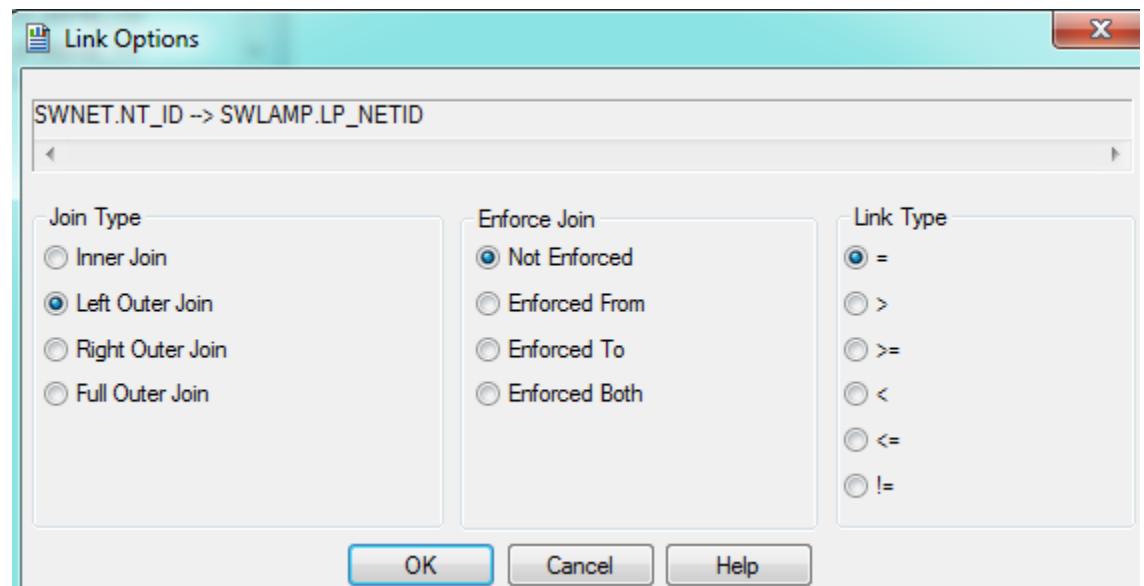 Link Options
SWNET.NT_ID --> SWLAMP.LP_NETID
Join Type
Inner Join
Left Outer Join
Right Outer Join
Full Outer Join
Enforce Join
Not Enforced
Enforced From
Enforced To
Enforced Both
Link Type
=
>
>=
<
<=
!=
OK Cancel Help